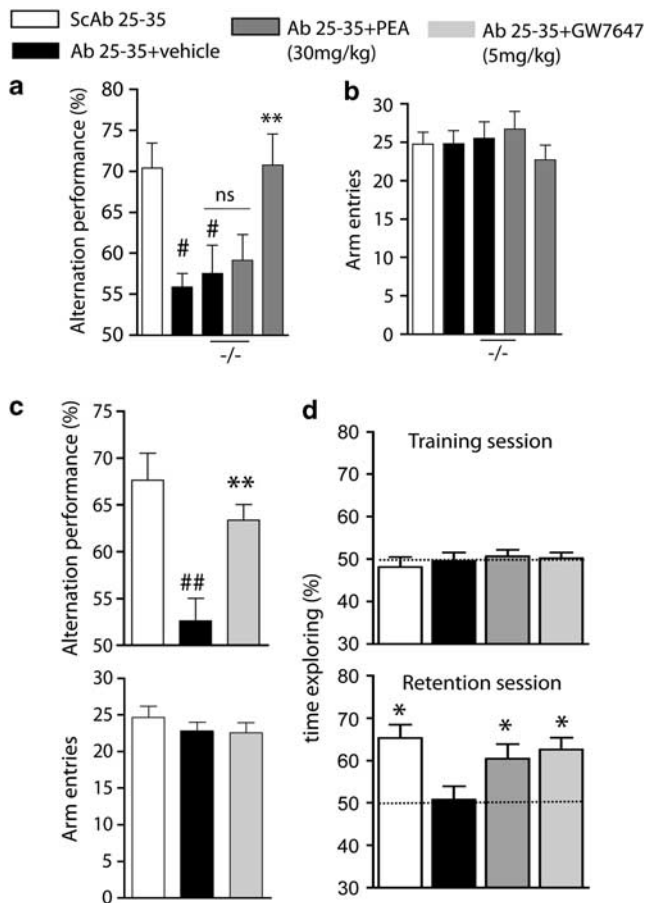 ScAb 25-35
Ab 25-35+vehicle
Ab 25-35+PEA
(30mg/kg)
Ab 25-35+GW7647
(5mg/kg)
a
Alternation performance (%)
75
70
65
60
55
50
#
#
ns
**
-/-
b
Arm entries
30
25
20
15
10
5
0
-/-
c
Alternation performance (%)
75
70
65
60
55
50
##
**
Arm entries
30
25
20
15
10
5
0
d
time exploring (%)
Training session
80
70
60
50
40
30
Retention session
80
70
60
50
40
30
*
*
*